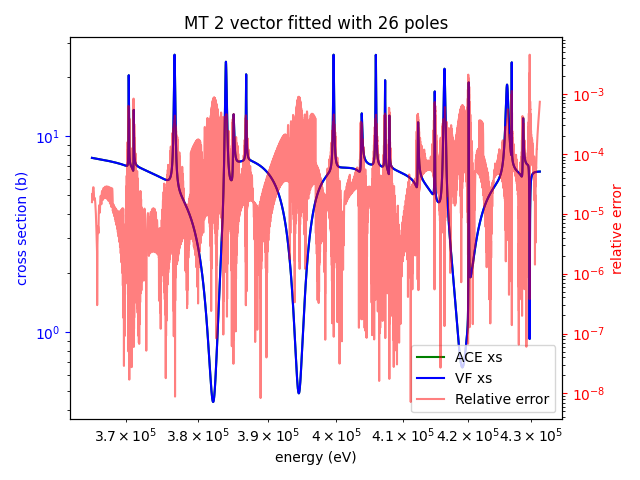 MT 2 vector fitted with 26 poles
cross section (b)
10¹
10⁰
relative error
10⁻³
10⁻⁴
10⁻⁵
10⁻⁶
10⁻⁷
10⁻⁸
ACE xs
VF xs
Relative error
3.7 × 10⁵ 3.8 × 10⁵ 3.9 × 10⁵ 4 × 10⁵ 4.1 × 10⁵ 4.2 × 10⁵ 4.3 × 10⁵
energy (eV)